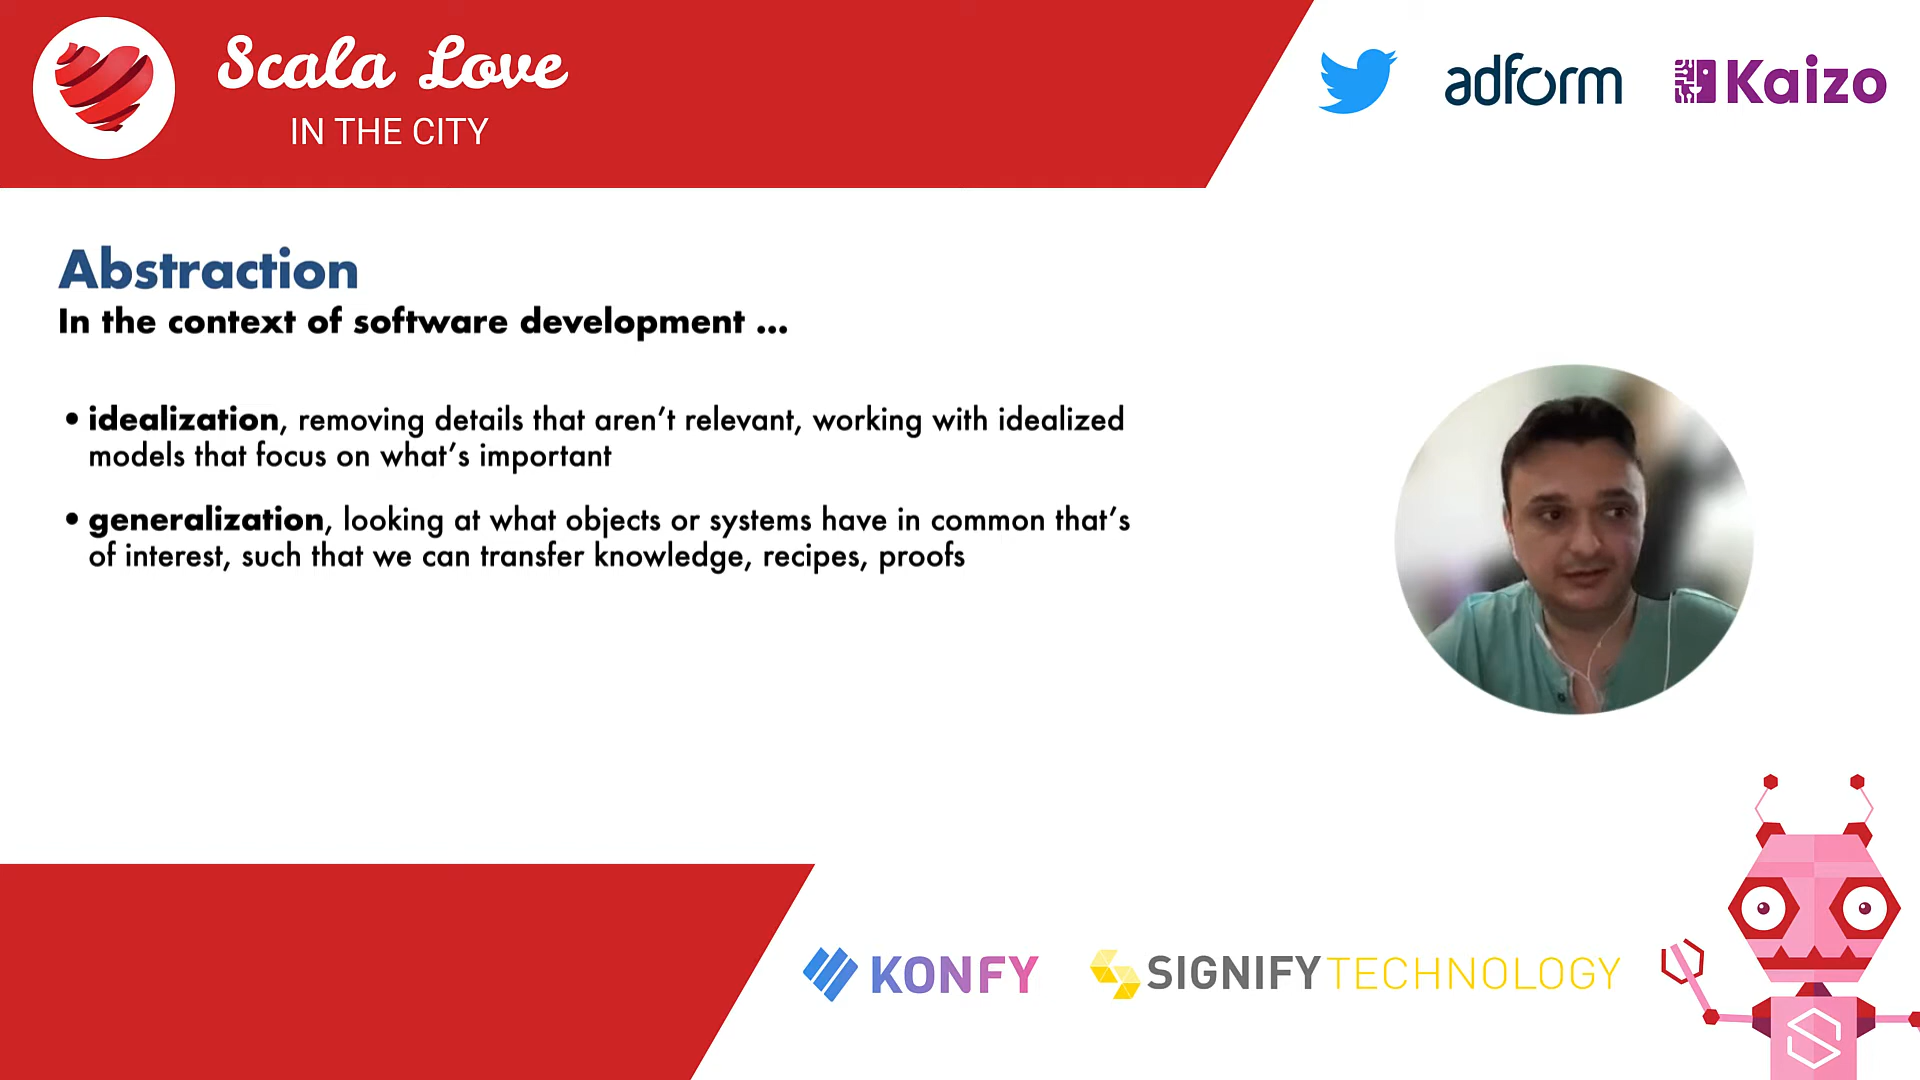 Scala Love
IN THE CITY
adform
Kaizo
Abstraction
In the context of software development ...
• idealization, removing details that aren’t relevant, working with idealized
models that focus on what’s important
• generalization, looking at what objects or systems have in common that’s
of interest, such that we can transfer knowledge, recipes, proofs
KONFY
SIGNIFYTECHNOLOGY